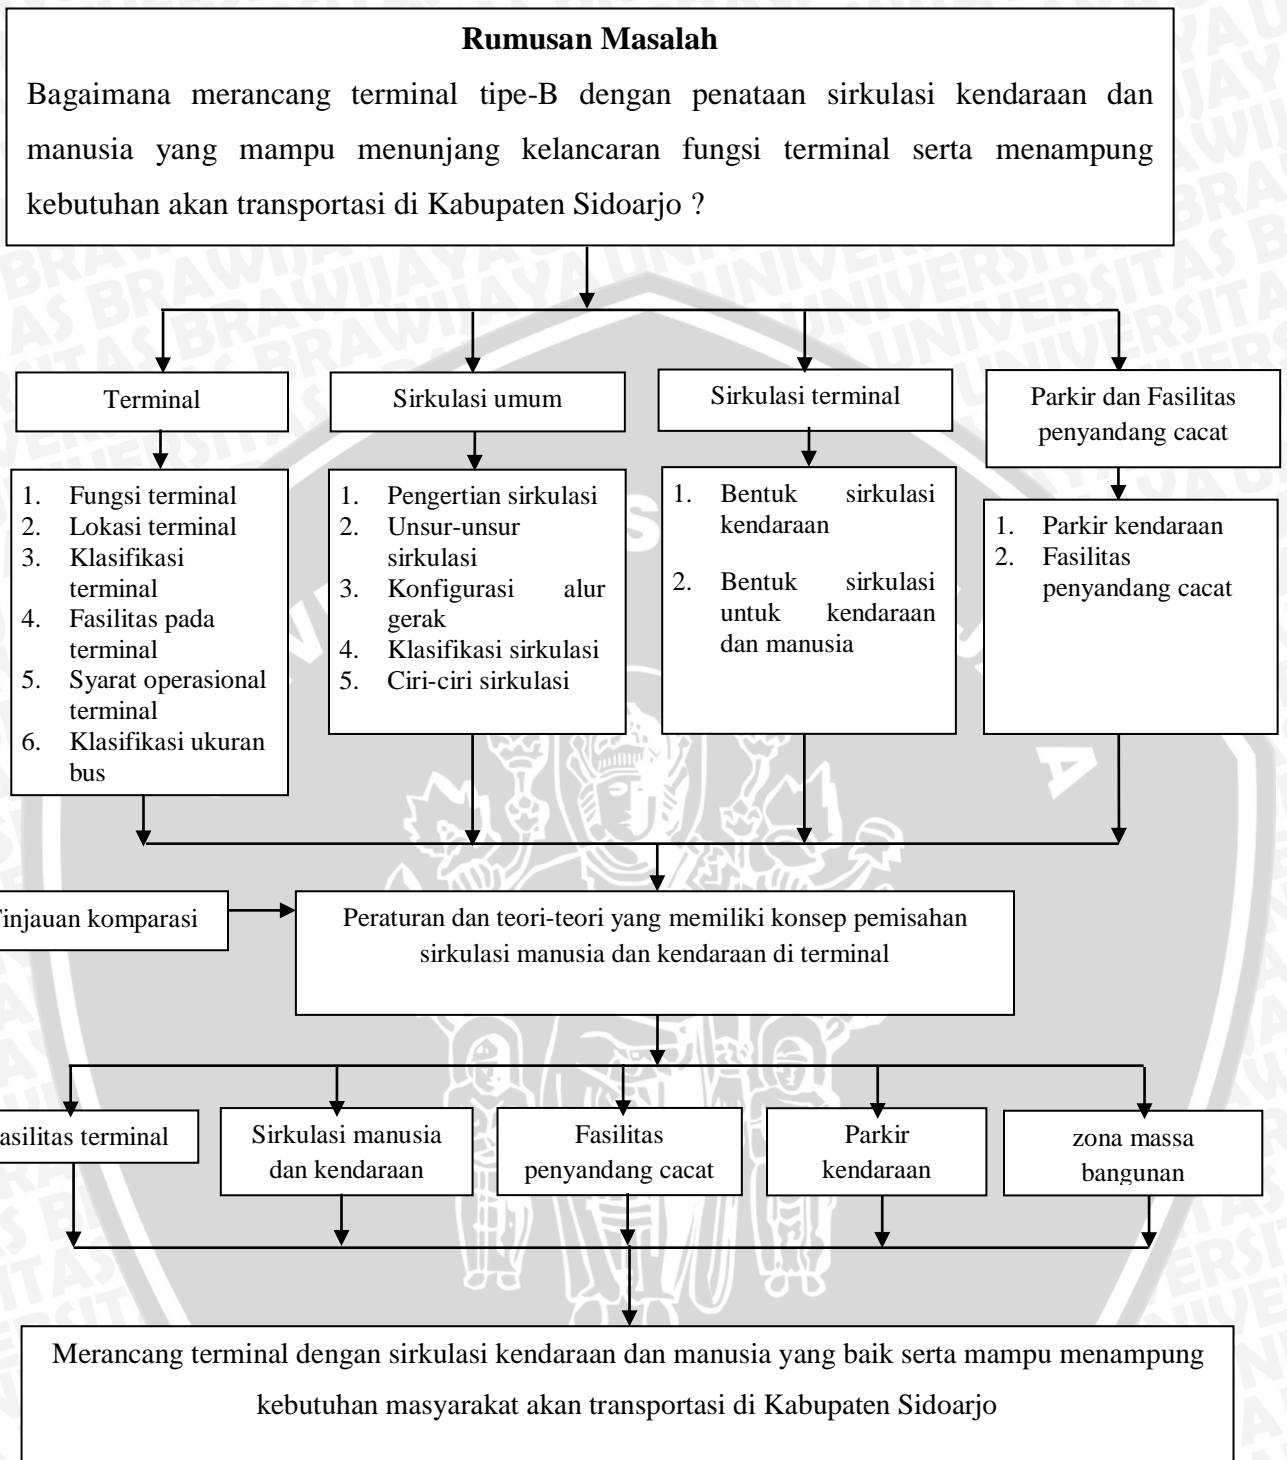 Rumusan Masalah
Bagaimana merancang terminal tipe-B dengan penataan sirkulasi kendaraan dan
manusia yang mampu menunjang kelancaran fungsi terminal serta menampung
kebutuhan akan transportasi di Kabupaten Sidoarjo ?
Terminal
Sirkulasi umum
Sirkulasi terminal
Parkir dan Fasilitas
penyandang cacat
1. Fungsi terminal
2. Lokasi terminal
3. Klasifikasi
terminal
4. Fasilitas pada
terminal
5. Syarat operasional
terminal
6. Klasifikasi ukuran
bus
1. Pengertian sirkulasi
2. Unsur-unsur
sirkulasi
3. Konfigurasi alur
gerak
4. Klasifikasi sirkulasi
5. Ciri-ciri sirkulasi
1. Bentuk sirkulasi
kendaraan
2. Bentuk sirkulasi
untuk kendaraan
dan manusia
1. Parkir kendaraan
2. Fasilitas
penyandang cacat
Tinjauan komparasi
Peraturan dan teori-teori yang memiliki konsep pemisahan
sirkulasi manusia dan kendaraan di terminal
asilitas terminal
Sirkulasi manusia
dan kendaraan
Fasilitas
penyandang cacat
Parkir
kendaraan
zona massa
bangunan
Merancang terminal dengan sirkulasi kendaraan dan manusia yang baik serta mampu menampung
kebutuhan masyarakat akan transportasi di Kabupaten Sidoarjo